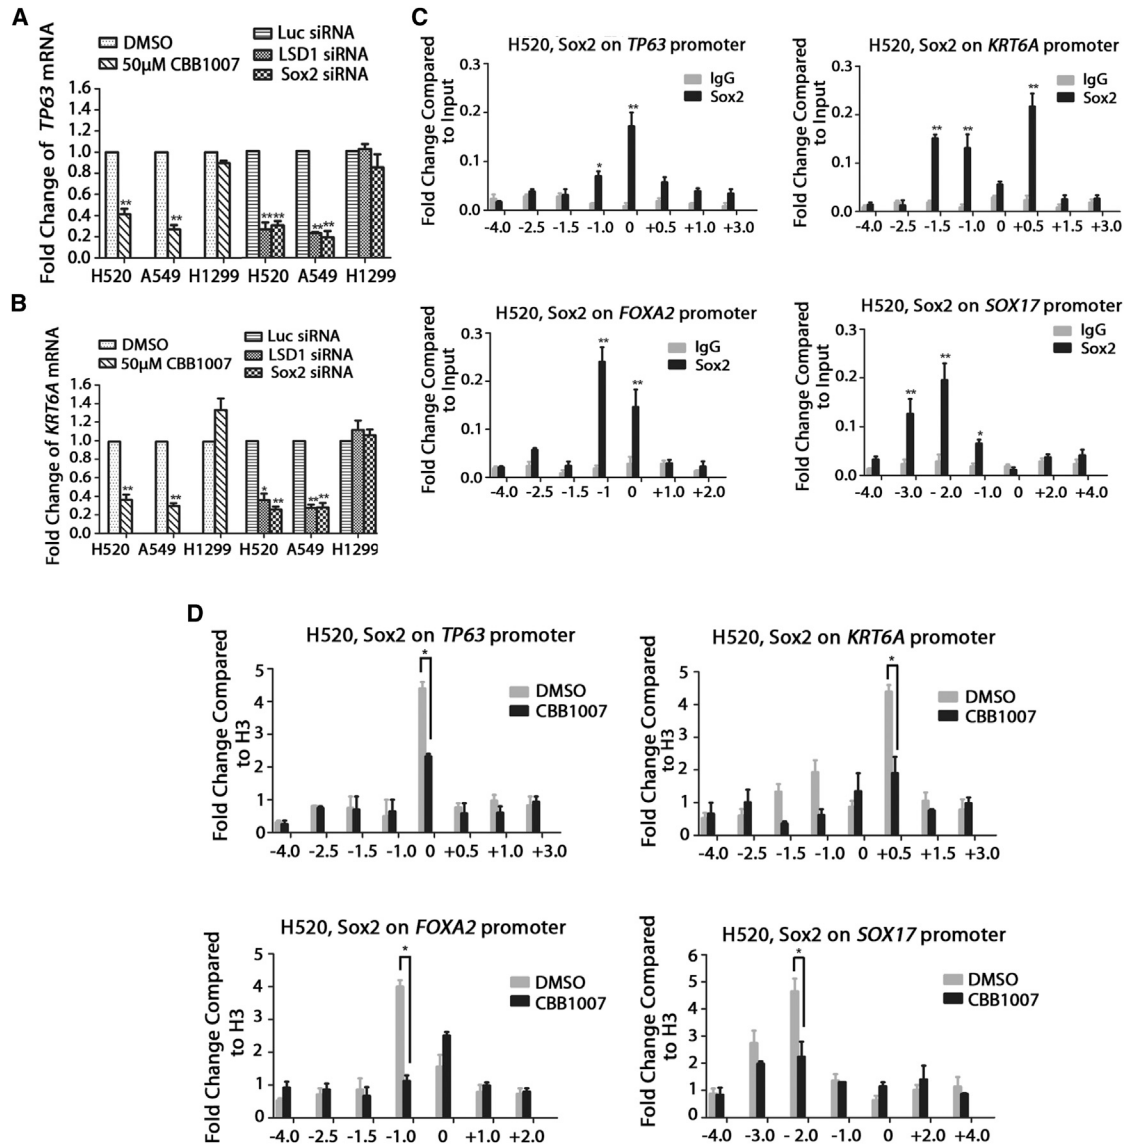 A
DMSO
50μM CBB1007
Luc siRNA
LSD1 siRNA
Sox2 siRNA
Fold Change of TP63 mRNA
1.6
1.4
1.2
1.0
0.8
0.6
0.4
0.2
0.0
** ** **** ** **
H520 A549 H1299 H520 A549 H1299
B
DMSO
50μM CBB1007
Luc siRNA
LSD1 siRNA
Sox2 siRNA
Fold Change of KRT6A mRNA
1.6
1.4
1.2
1.0
0.8
0.6
0.4
0.2
0.0
** ** * ** ** **
H520 A549 H1299 H520 A549 H1299
C
H520, Sox2 on TP63 promoter
IgG
Sox2
Fold Change Compared
to Input
0.3
0.2
0.1
0.0
* **
-4.0 -2.5 -1.5 -1.0 0 +0.5 +1.0 +3.0
H520, Sox2 on KRT6A promoter
IgG
Sox2
Fold Change Compared
to Input
0.3
0.2
0.1
0.0
** ** **
-4.0 -2.5 -1.5 -1.0 0 +0.5 +1.5 +3.0
H520, Sox2 on FOXA2 promoter
IgG
Sox2
Fold Change Compared
to Input
0.3
0.2
0.1
0.0
** **
-4.0 -2.5 -1.5 -1 0 +1.0 +2.0
H520, Sox2 on SOX17 promoter
IgG
Sox2
Fold Change Compared
to Input
0.3
0.2
0.1
0.0
** ** *
-4.0 -3.0 - 2.0 -1.0 0 +2.0 +4.0
D
H520, Sox2 on TP63 promoter
DMSO
CBB1007
Fold Change Compared
to H3
5
4
3
2
1
0
*
-4.0 -2.5 -1.5 -1.0 0 +0.5 +1.0 +3.0
H520, Sox2 on KRT6A promoter
DMSO
CBB1007
Fold Change Compared
to H3
5
4
3
2
1
0
*
-4.0 -2.5 -1.5 -1.0 0 +0.5 +1.5 +3.0
H520, Sox2 on FOXA2 promoter
DMSO
CBB1007
Fold Change Compared
to H3
5
4
3
2
1
0
*
-4.0 -2.5 -1.5 -1.0 0 +1.0 +2.0
H520, Sox2 on SOX17 promoter
DMSO
CBB1007
Fold Change Compared
to H3
6
5
4
3
2
1
0
*
-4.0 -3.0 - 2.0 -1.0 0 +2.0 +4.0